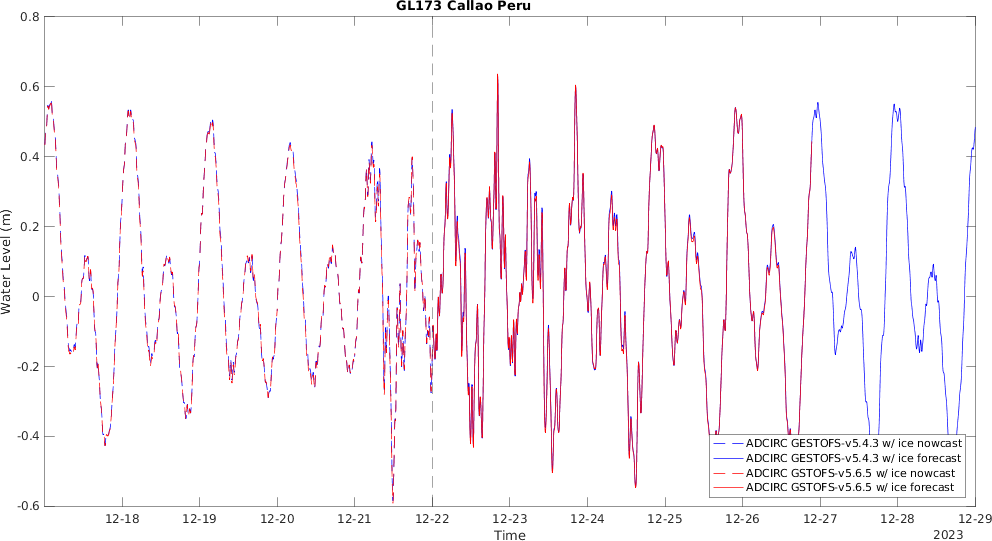 GL173 Callao Peru
0.8
0.6
0.4
0.2
0
-0.2
-0.4
-0.6
Water Level (m)
ADCIRC GESTOFS-v5.4.3 w/ ice nowcast
ADCIRC GESTOFS-v5.4.3 w/ ice forecast
ADCIRC GSTOFS-v5.6.5 w/ ice nowcast
ADCIRC GSTOFS-v5.6.5 w/ ice forecast
12-18 12-19 12-20 12-21 12-22 12-23 12-24 12-25 12-26 12-27 12-28 12-29
Time
2023